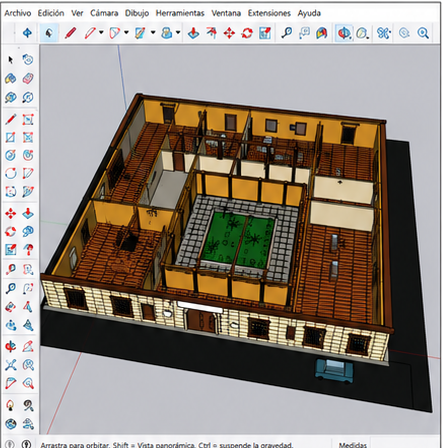 Archivo Edición Ver Cámara Dibujo Herramientas Ventana Extensiones Ayuda
Arrastra para orbitar. Shift = Vista panorámica. Ctrl = suspende la gravedad. Medidas